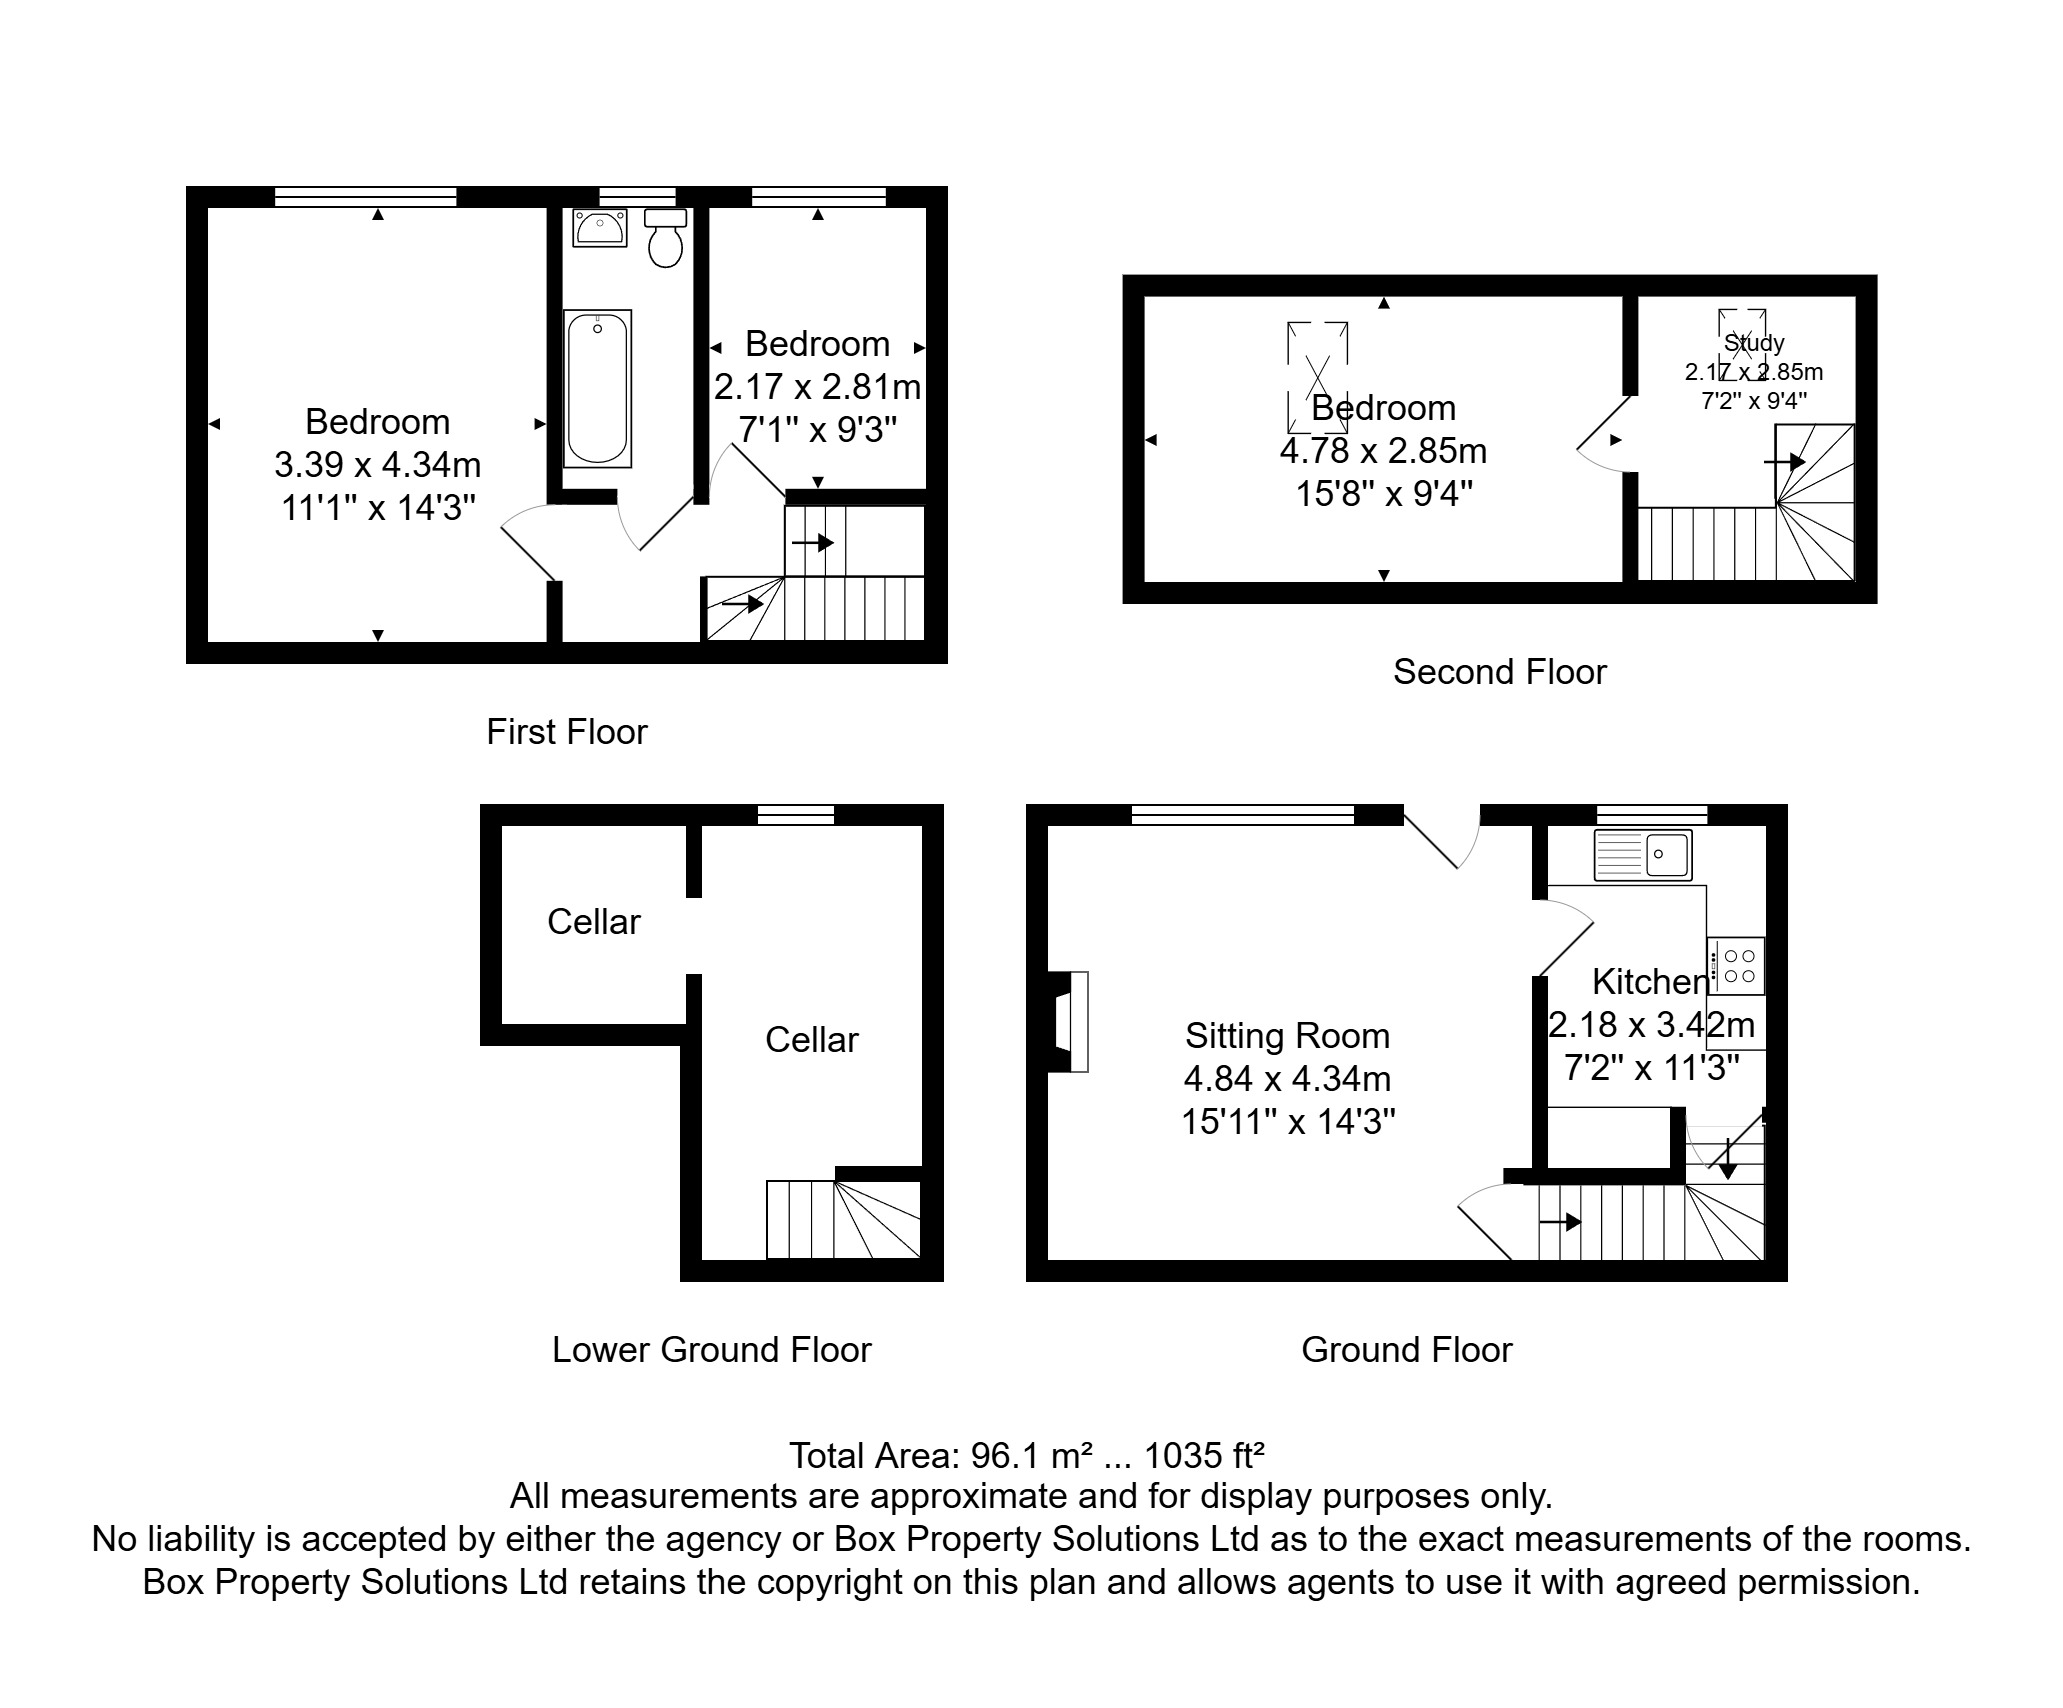 Bedroom
3.39 x 4.34m
11'1" x 14'3"
Bedroom
2.17 x 2.81m
7'1" x 9'3"
First Floor
Bedroom
4.78 x 2.85m
15'8" x 9'4"
Study
2.17 x 2.85m
7'2" x 9'4"
Second Floor
Cellar
Cellar
Lower Ground Floor
Sitting Room
4.84 x 4.34m
15'11" x 14'3"
Kitchen
2.18 x 3.42m
7'2" x 11'3"
Ground Floor
Total Area: 96.1 m² ... 1035 ft²
All measurements are approximate and for display purposes only.
No liability is accepted by either the agency or Box Property Solutions Ltd as to the exact measurements of the rooms.
Box Property Solutions Ltd retains the copyright on this plan and allows agents to use it with agreed permission.